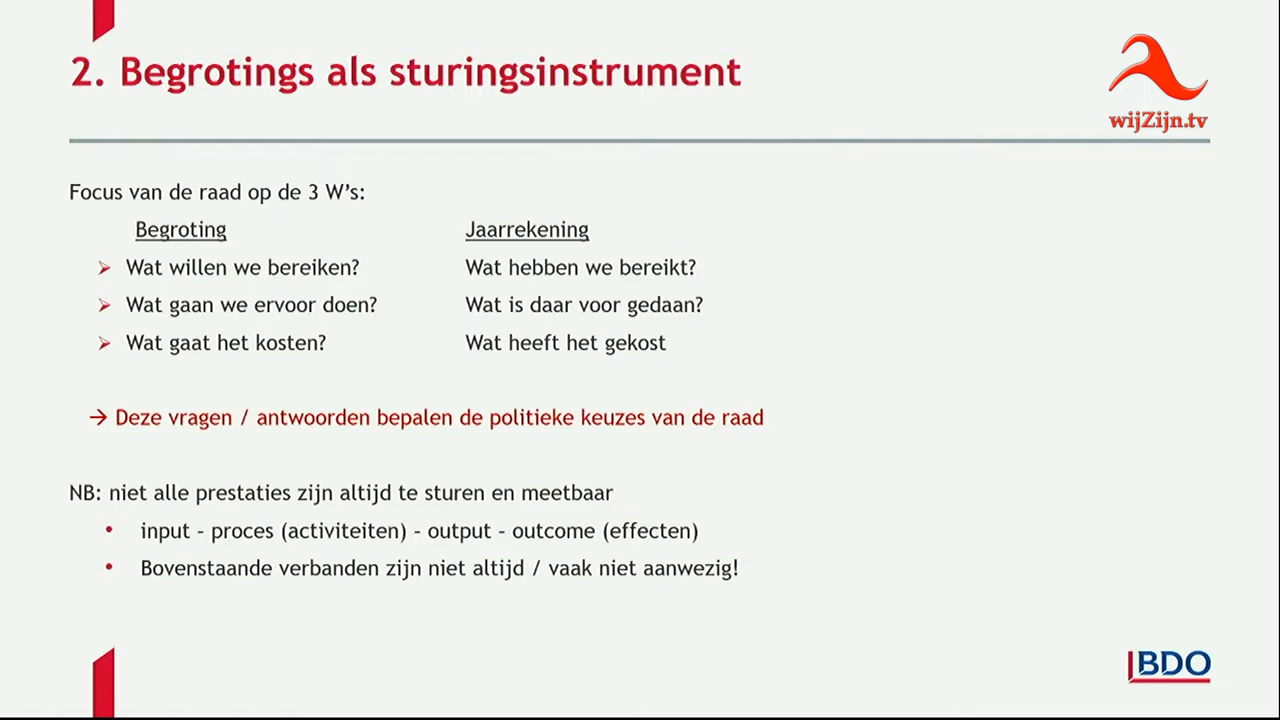 2. Begrotings als sturingsinstrument
wijZijn.tv
Focus van de raad op de 3 W's:
Begroting Jaarrekening
Wat willen we bereiken? Wat hebben we bereikt?
Wat gaan we ervoor doen? Wat is daar voor gedaan?
Wat gaat het kosten? Wat heeft het gekost
→ Deze vragen / antwoorden bepalen de politieke keuzes van de raad
NB: niet alle prestaties zijn altijd te sturen en meetbaar
• input – proces (activiteiten) – output – outcome (effecten)
• Bovenstaande verbanden zijn niet altijd / vaak niet aanwezig!
BDO